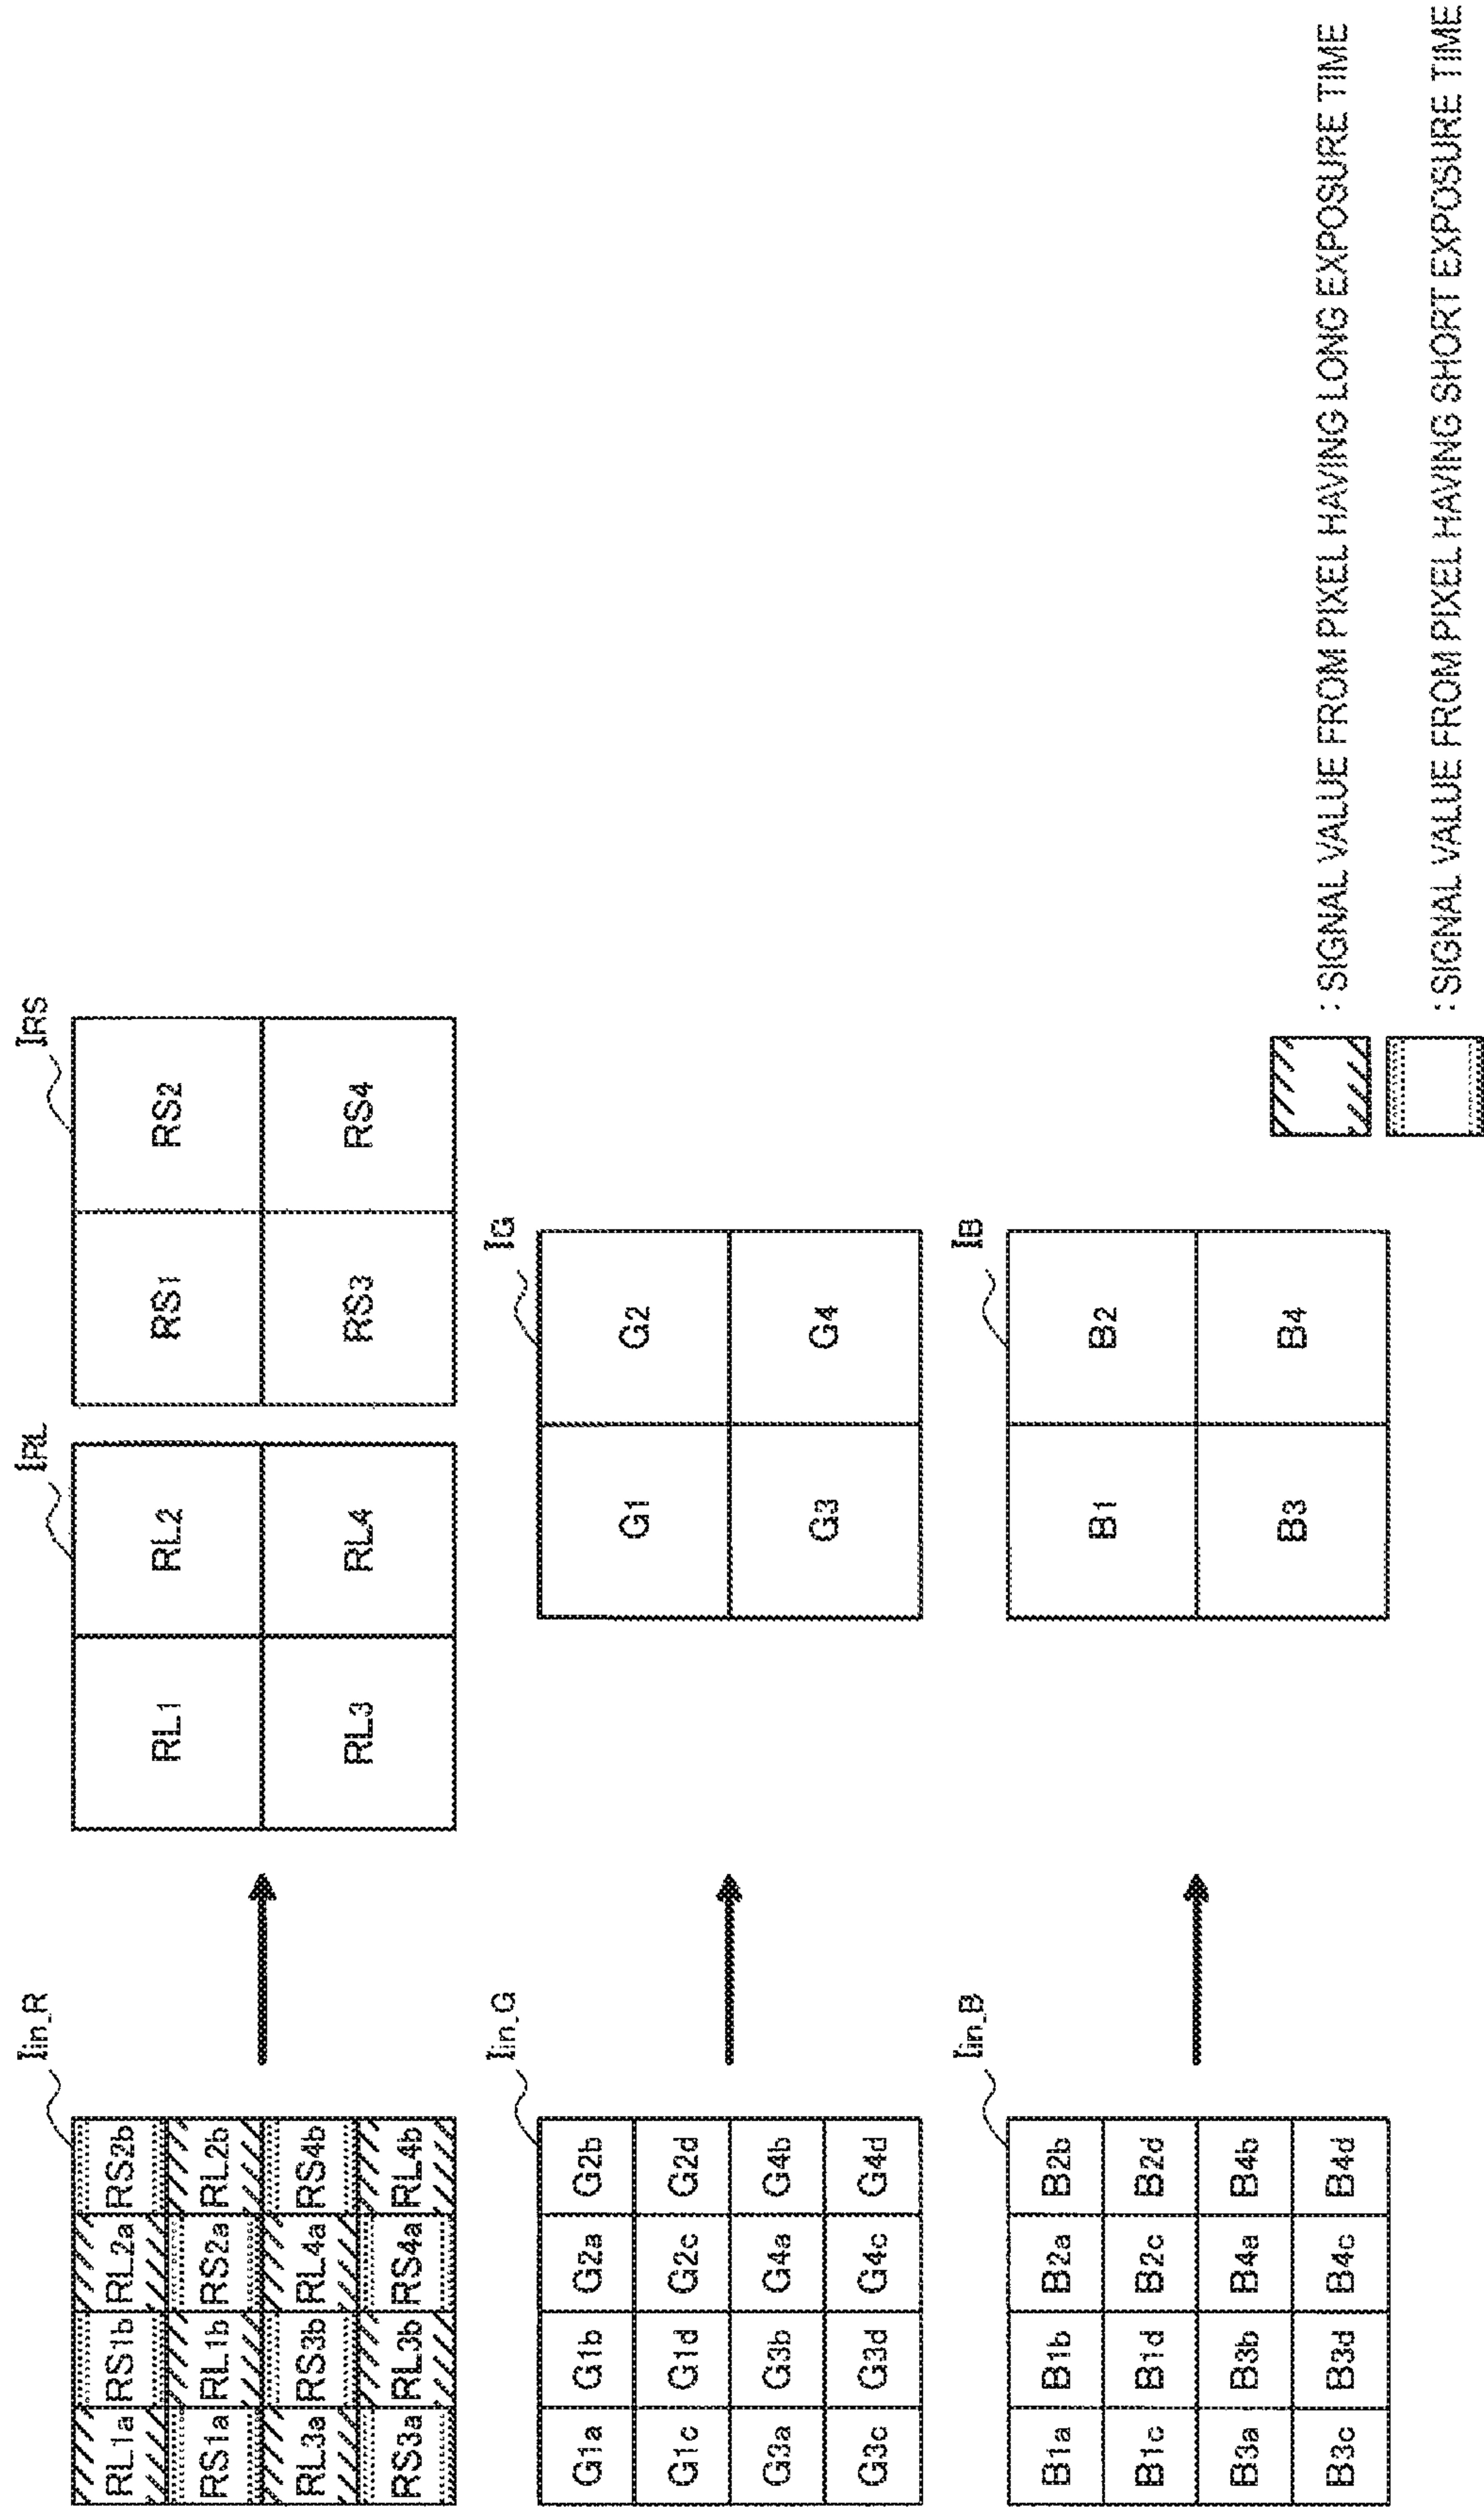 Iin_R
RL1a RS1b RL2a RS2b
RS1a RL1b RS2a RL2b
RL3a RS3b RL4a RS4b
RS3a RL3b RS4a RL4b
IRL
RL1 RL2
RL3 RL4
IRS
RS1 RS2
RS3 RS4
Iin_G
G1a G1b G2a G2b
G1c G1d G2c G2d
G3a G3b G4a G4b
G3c G3d G4c G4d
IG
G1 G2
G3 G4
Iin_B
B1a B1b B2a B2b
B1c B1d B2c B2d
B3a B3b B4a B4b
B3c B3d B4c B4d
IB
B1 B2
B3 B4
: SIGNAL VALUE FROM PIXEL HAVING LONG EXPOSURE TIME
: SIGNAL VALUE FROM PIXEL HAVING SHORT EXPOSURE TIME